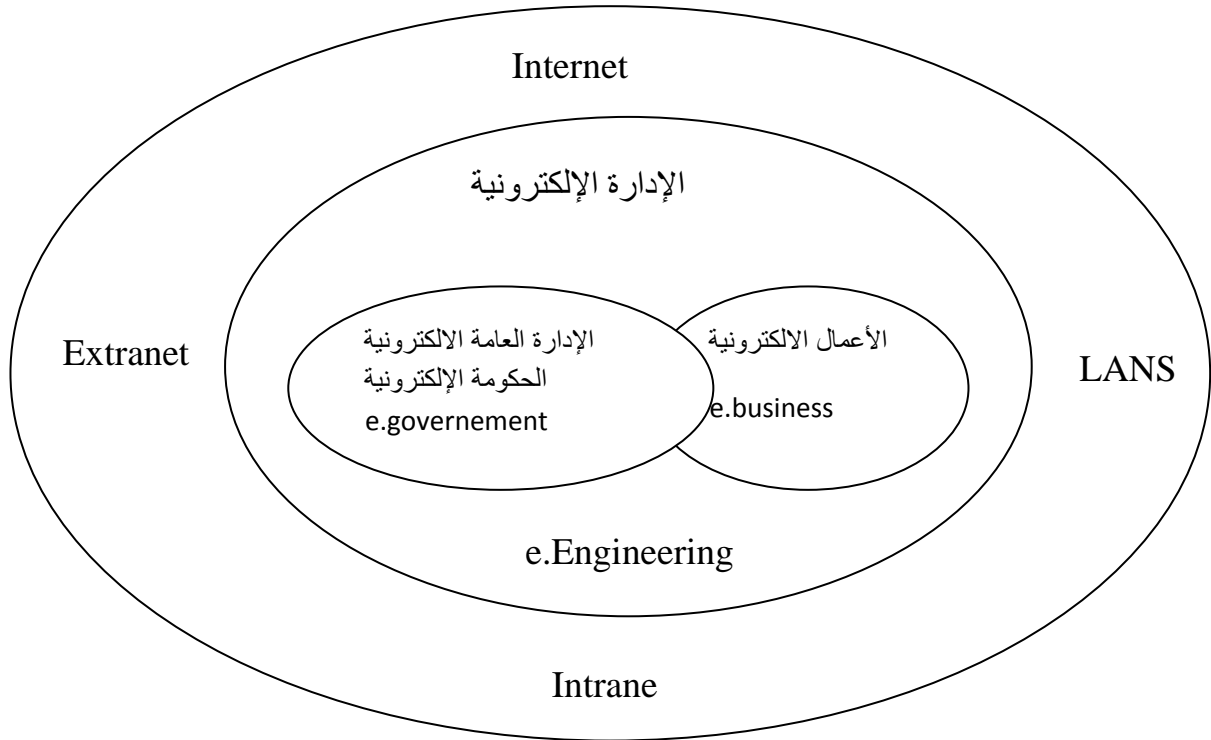 Internet
الإدارة الإلكترونية
Extranet
LANS
الإدارة العامة الالكترونية
الحكومة الإلكترونية
e.governement
الأعمال الالكترونية
e.business
e.Engineering
Intrane